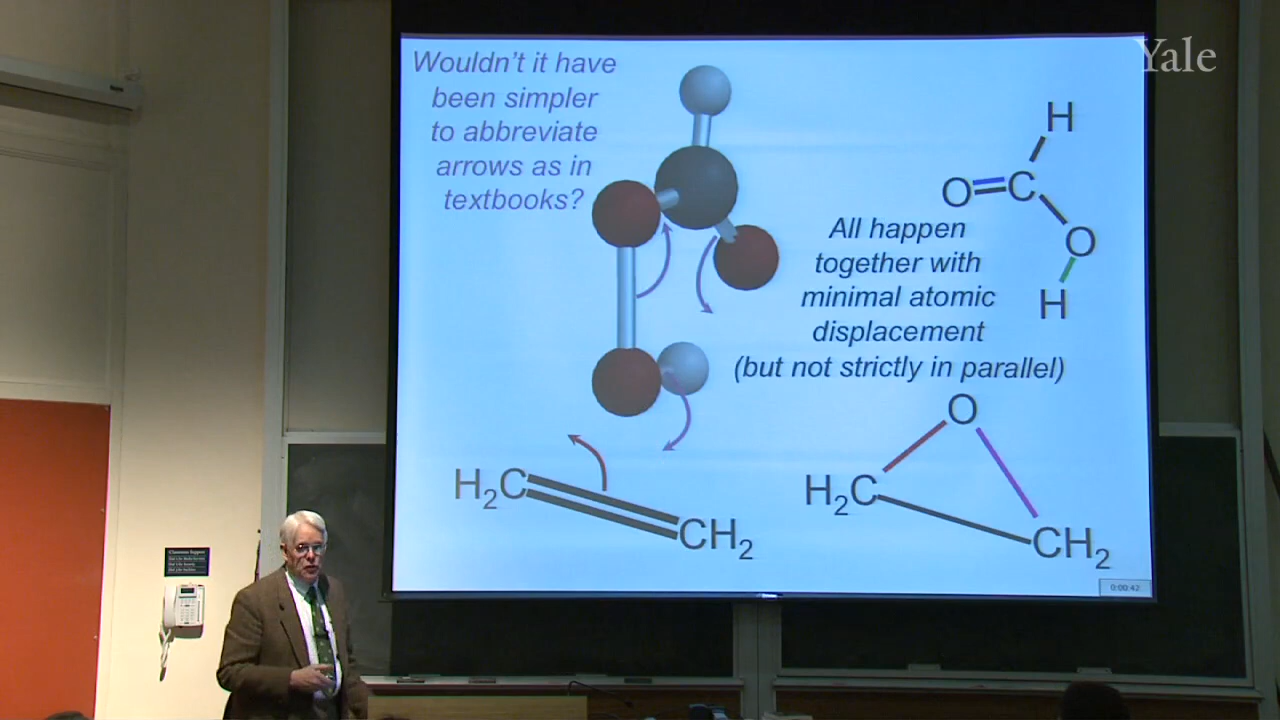 Yale
Wouldn't it have
been simpler
to abbreviate
arrows as in
textbooks?
H
O=C
O
H
All happen
together with
minimal atomic
displacement
(but not strictly in parallel)
O
H₂C
CH₂
H₂C
CH₂
0:00:42